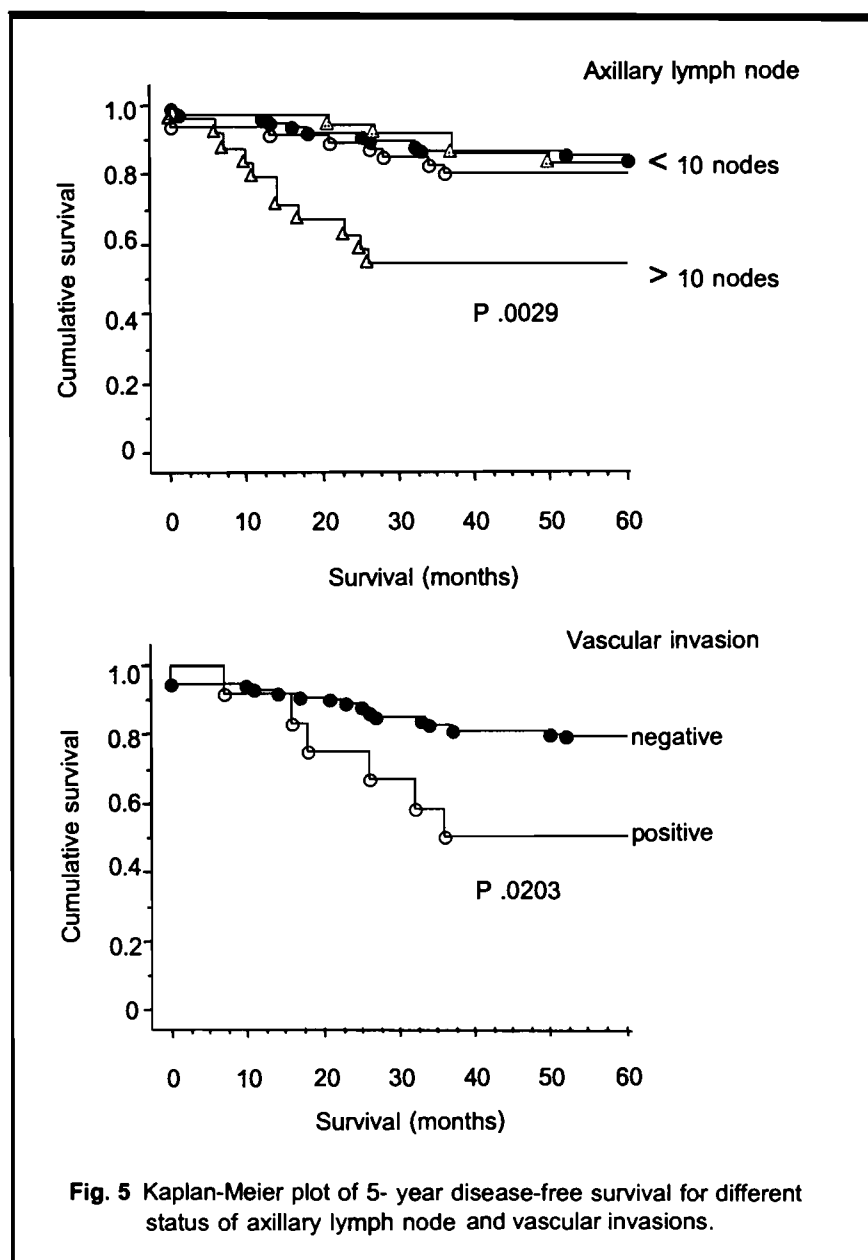 Axillary lymph node
1.0
0.8
0.6
0.4
0.2
0
Cumulative survival
< 10 nodes
> 10 nodes
P .0029
0 10 20 30 40 50 60
Survival (months)
Vascular invasion
1.0
0.8
0.6
0.4
0.2
0
Cumulative survival
negative
positive
P .0203
0 10 20 30 40 50 60
Survival (months)
Fig. 5 Kaplan-Meier plot of 5- year disease-free survival for different
status of axillary lymph node and vascular invasions.